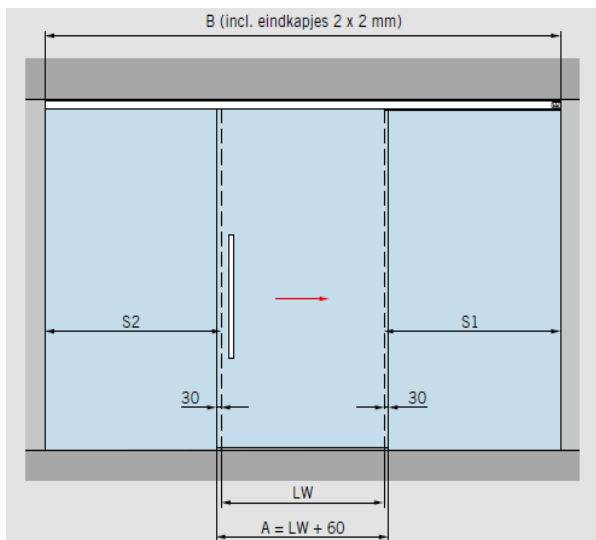 B (incl. eindkapjes 2 x 2 mm)
S2
S1
30
30
LW
A = LW + 60